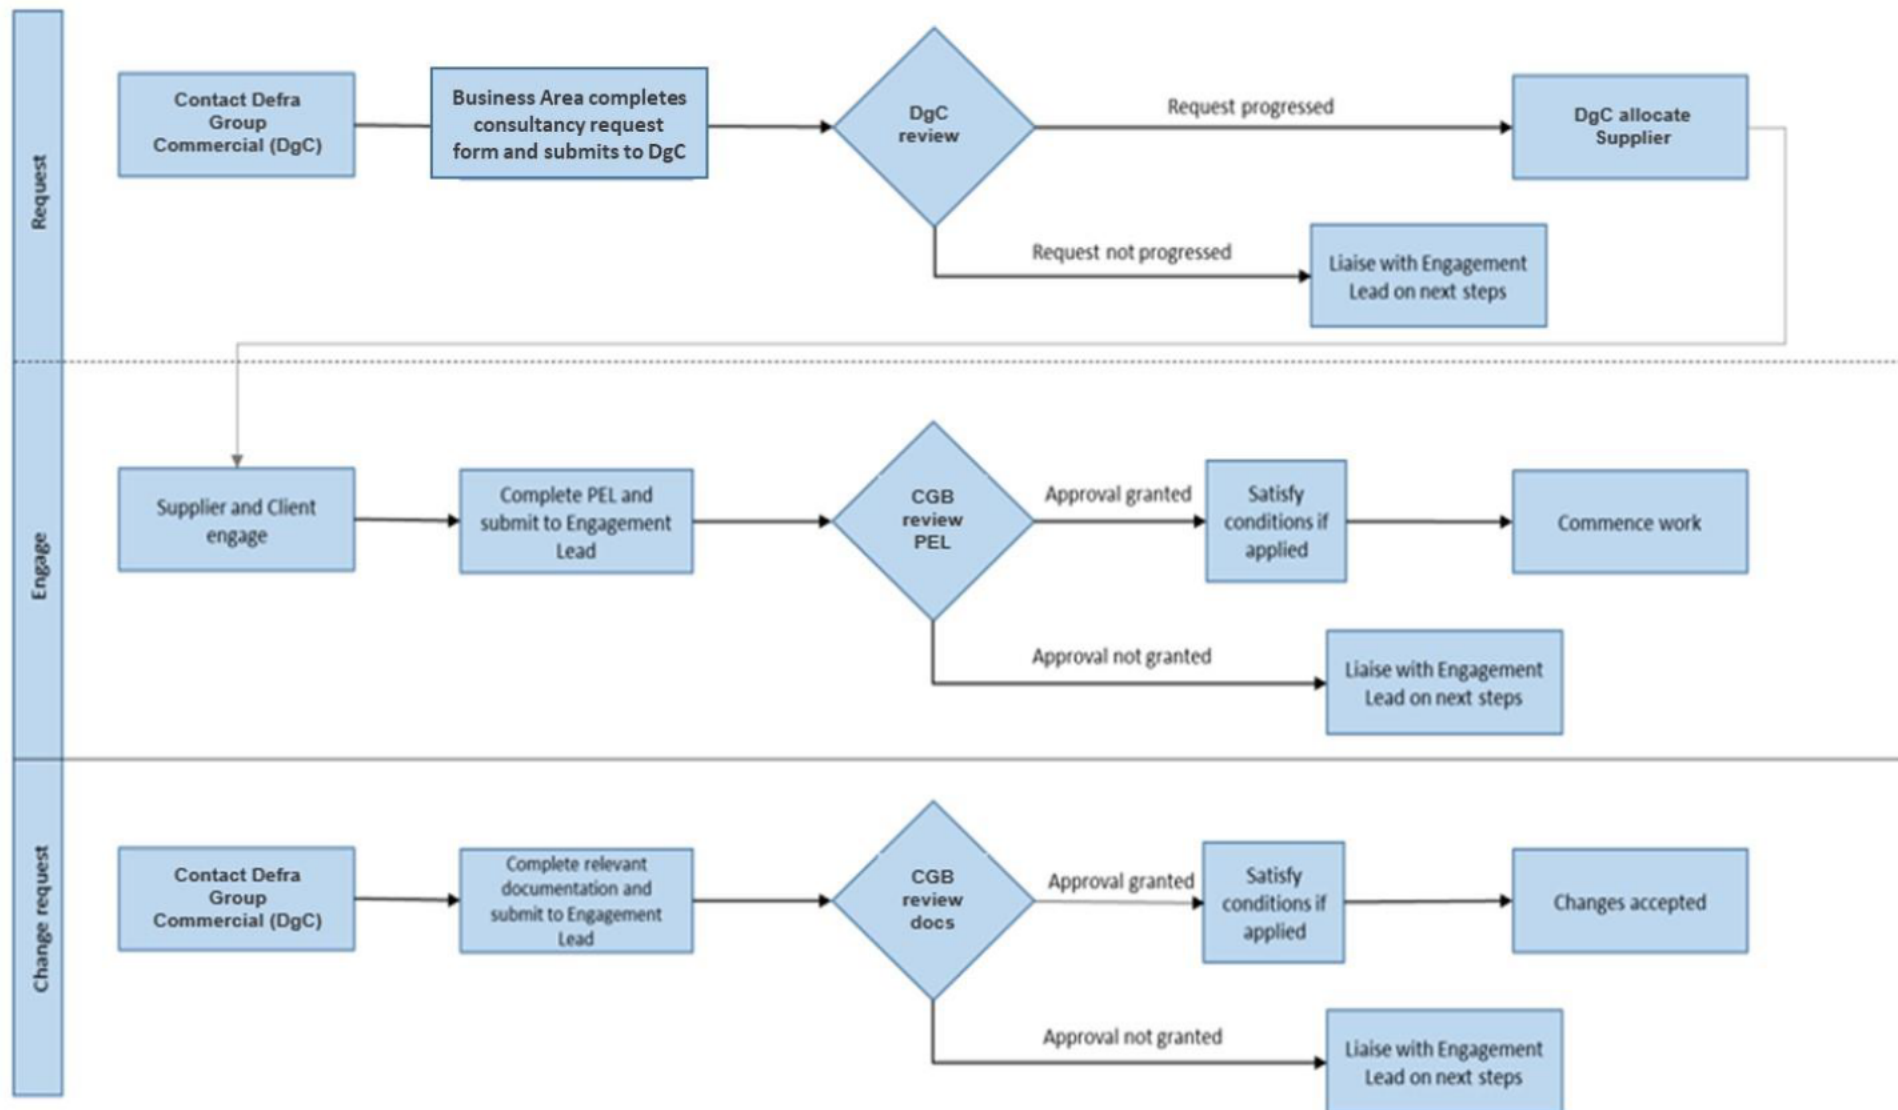 Request
Contact Defra
Group
Commercial (DgC)
Business Area completes
consultancy request
form and submits to DgC
DgC
review
Request progressed
DgC allocate
Supplier
Request not progressed
Liaise with Engagement
Lead on next steps
Engage
Supplier and Client
engage
Complete PEL and
submit to Engagement
Lead
CGB
review
PEL
Approval granted
Satisfy
conditions if
applied
Commence work
Approval not granted
Liaise with Engagement
Lead on next steps
Change request
Contact Defra
Group
Commercial (DgC)
Complete relevant
documentation and
submit to Engagement
Lead
CGB
review
docs
Approval granted
Satisfy
conditions if
applied
Changes accepted
Approval not granted
Liaise with Engagement
Lead on next steps